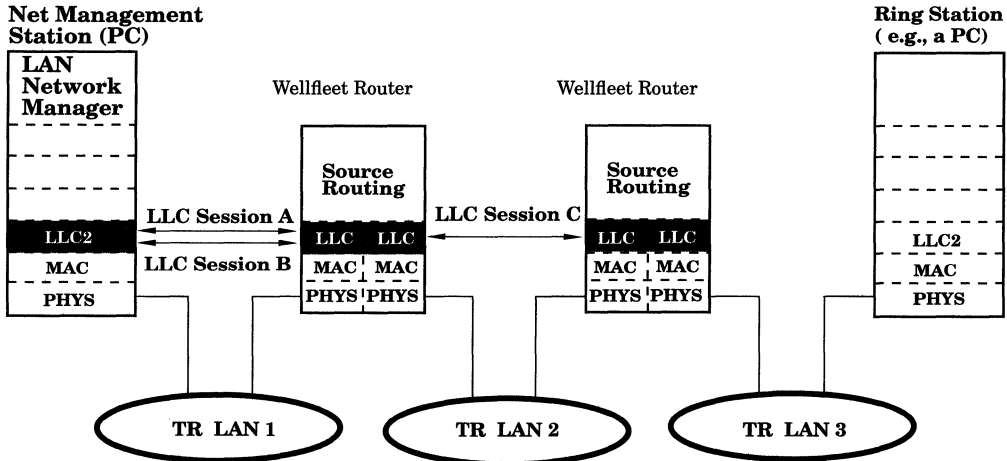 Net Management
Station (PC)
LAN
Network
Manager
LLC2
MAC
PHYS
LLC Session A
LLC Session B
Wellfleet Router
Source
Routing
LLC LLC
MAC MAC
PHYS PHYS
LLC Session C
Wellfleet Router
Source
Routing
LLC LLC
MAC MAC
PHYS PHYS
Ring Station
( e.g., a PC)
LLC2
MAC
PHYS
TR LAN 1
TR LAN 2
TR LAN 3